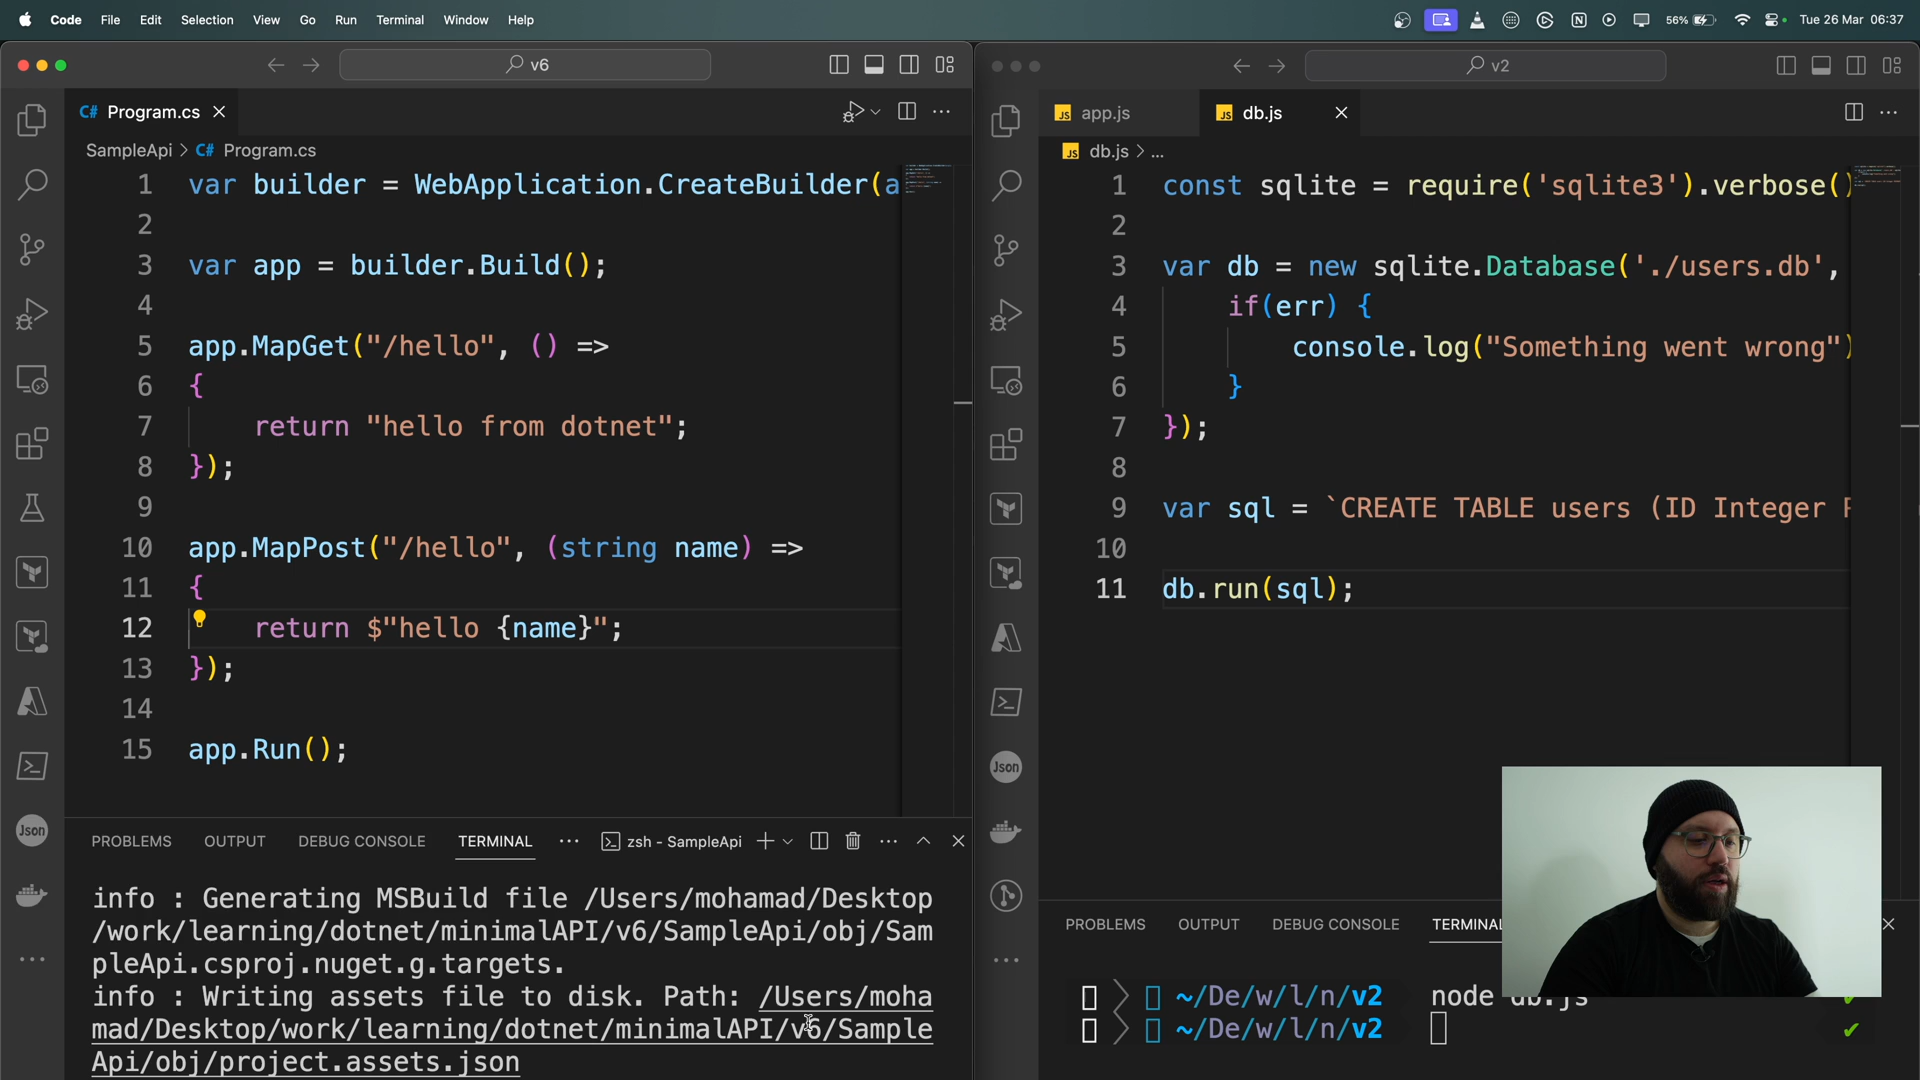 Code File Edit Selection View Go Run Terminal Window Help 56% Tue 26 Mar 06:37
v6
C# Program.cs
SampleApi > C# Program.cs
1 var builder = WebApplication.CreateBuilder(a
2
3 var app = builder.Build();
4
5 app.MapGet("/hello", () =>
6 {
7 return "hello from dotnet";
8 });
9
10 app.MapPost("/hello", (string name) =>
11 {
12 return $"hello {name}";
13 });
14
15 app.Run();
Json
PROBLEMS OUTPUT DEBUG CONSOLE TERMINAL zsh - SampleApi
info : Generating MSBuild file /Users/mohamad/Desktop
/work/learning/dotnet/minimalAPI/v6/SampleApi/obj/Sam
pleApi.csproj.nuget.g.targets.
info : Writing assets file to disk. Path: /Users/moha
mad/Desktop/work/learning/dotnet/minimalAPI/v6/Sample
Api/obj/project.assets.json
v2
JS app.js JS db.js
JS db.js > ...
1 const sqlite = require('sqlite3').verbose()
2
3 var db = new sqlite.Database('./users.db',
4 if(err) {
5 console.log("Something went wrong")
6 }
7 });
8
9 var sql = `CREATE TABLE users (ID Integer
10
11 db.run(sql);
Json
PROBLEMS OUTPUT DEBUG CONSOLE TERMINAL
~/De/w/l/n/v2 node db.js
~/De/w/l/n/v2